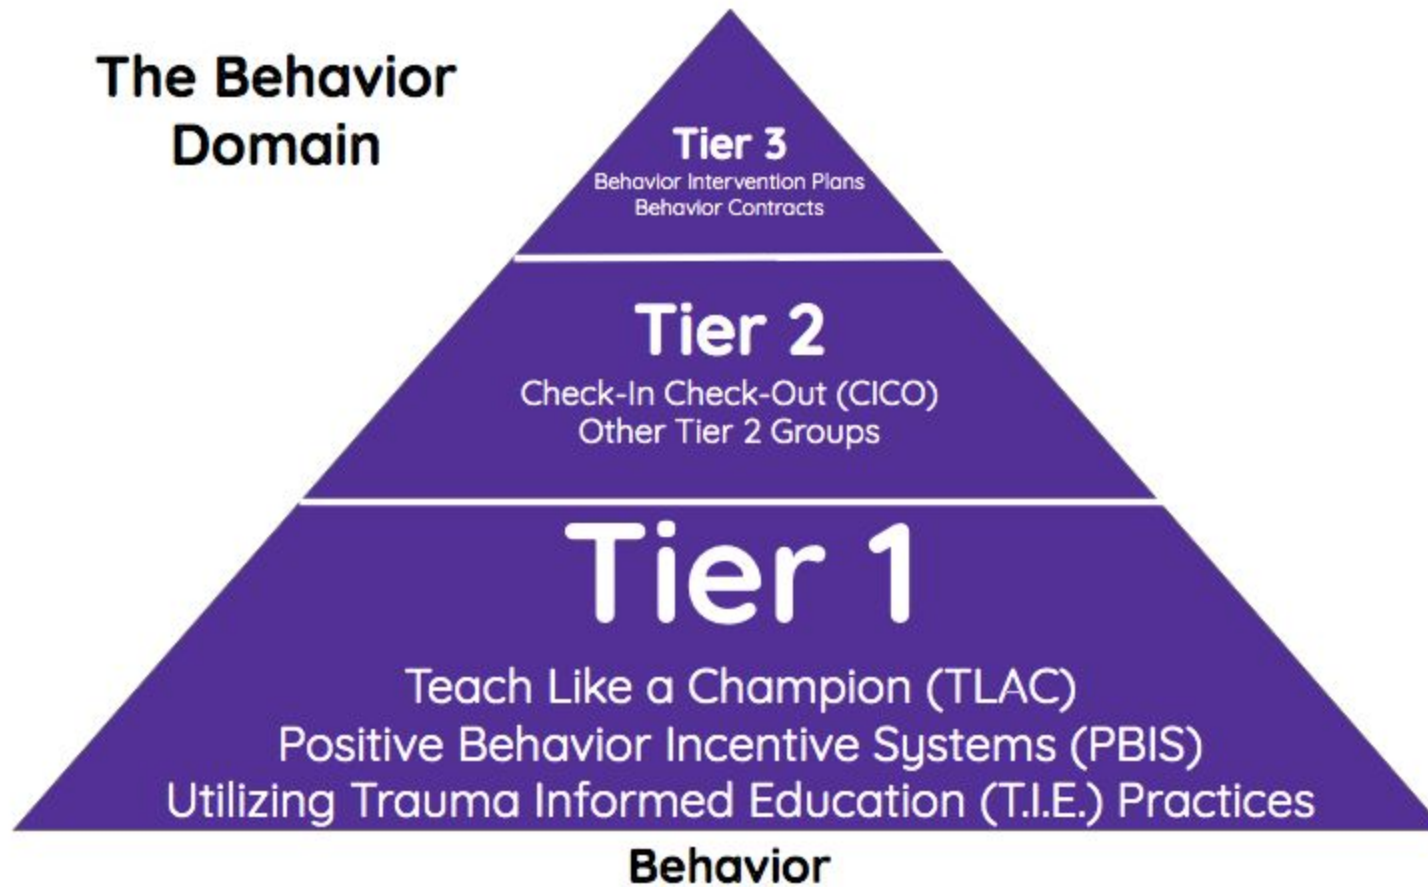 The Behavior
Domain
Tier 3
Behavior Intervention Plans
Behavior Contracts
Tier 2
Check-In Check-Out (CICO)
Other Tier 2 Groups
Tier 1
Teach Like a Champion (TLAC)
Positive Behavior Incentive Systems (PBIS)
Utilizing Trauma Informed Education (T.I.E.) Practices
Behavior